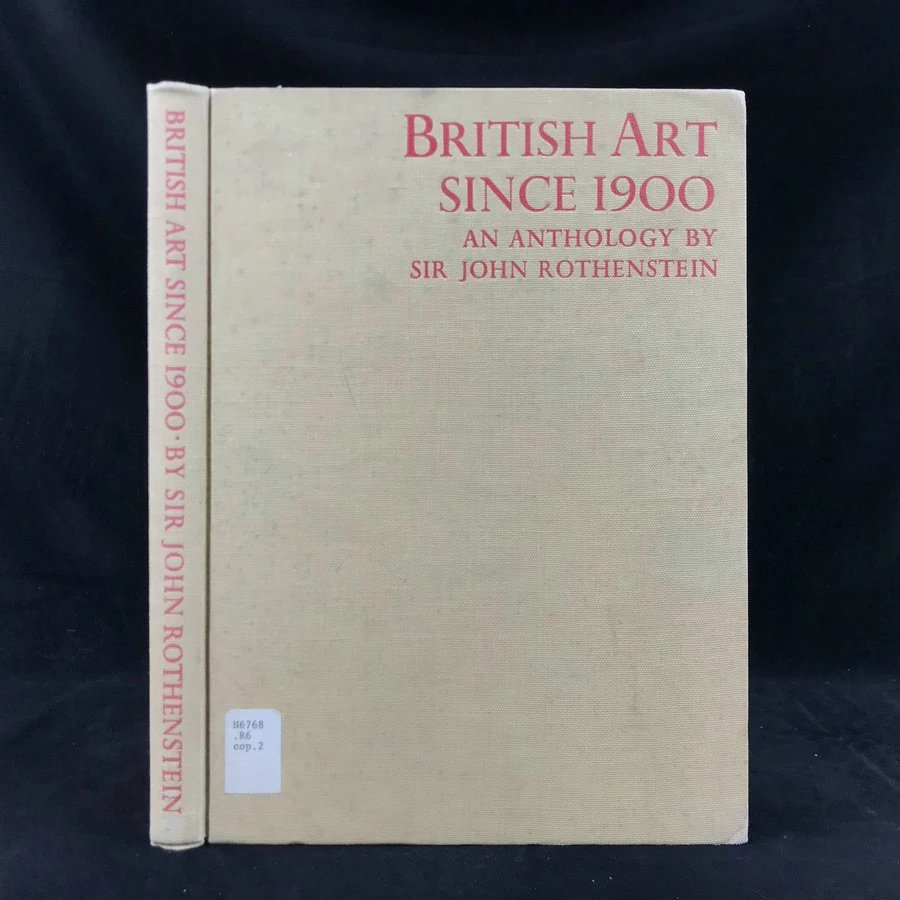 BRITISH ART SINCE 1900 · BY SIR JOHN ROTHENSTEIN
BRITISH ART
SINCE 1900
AN ANTHOLOGY BY
SIR JOHN ROTHENSTEIN
N6768
.R6
cop.2